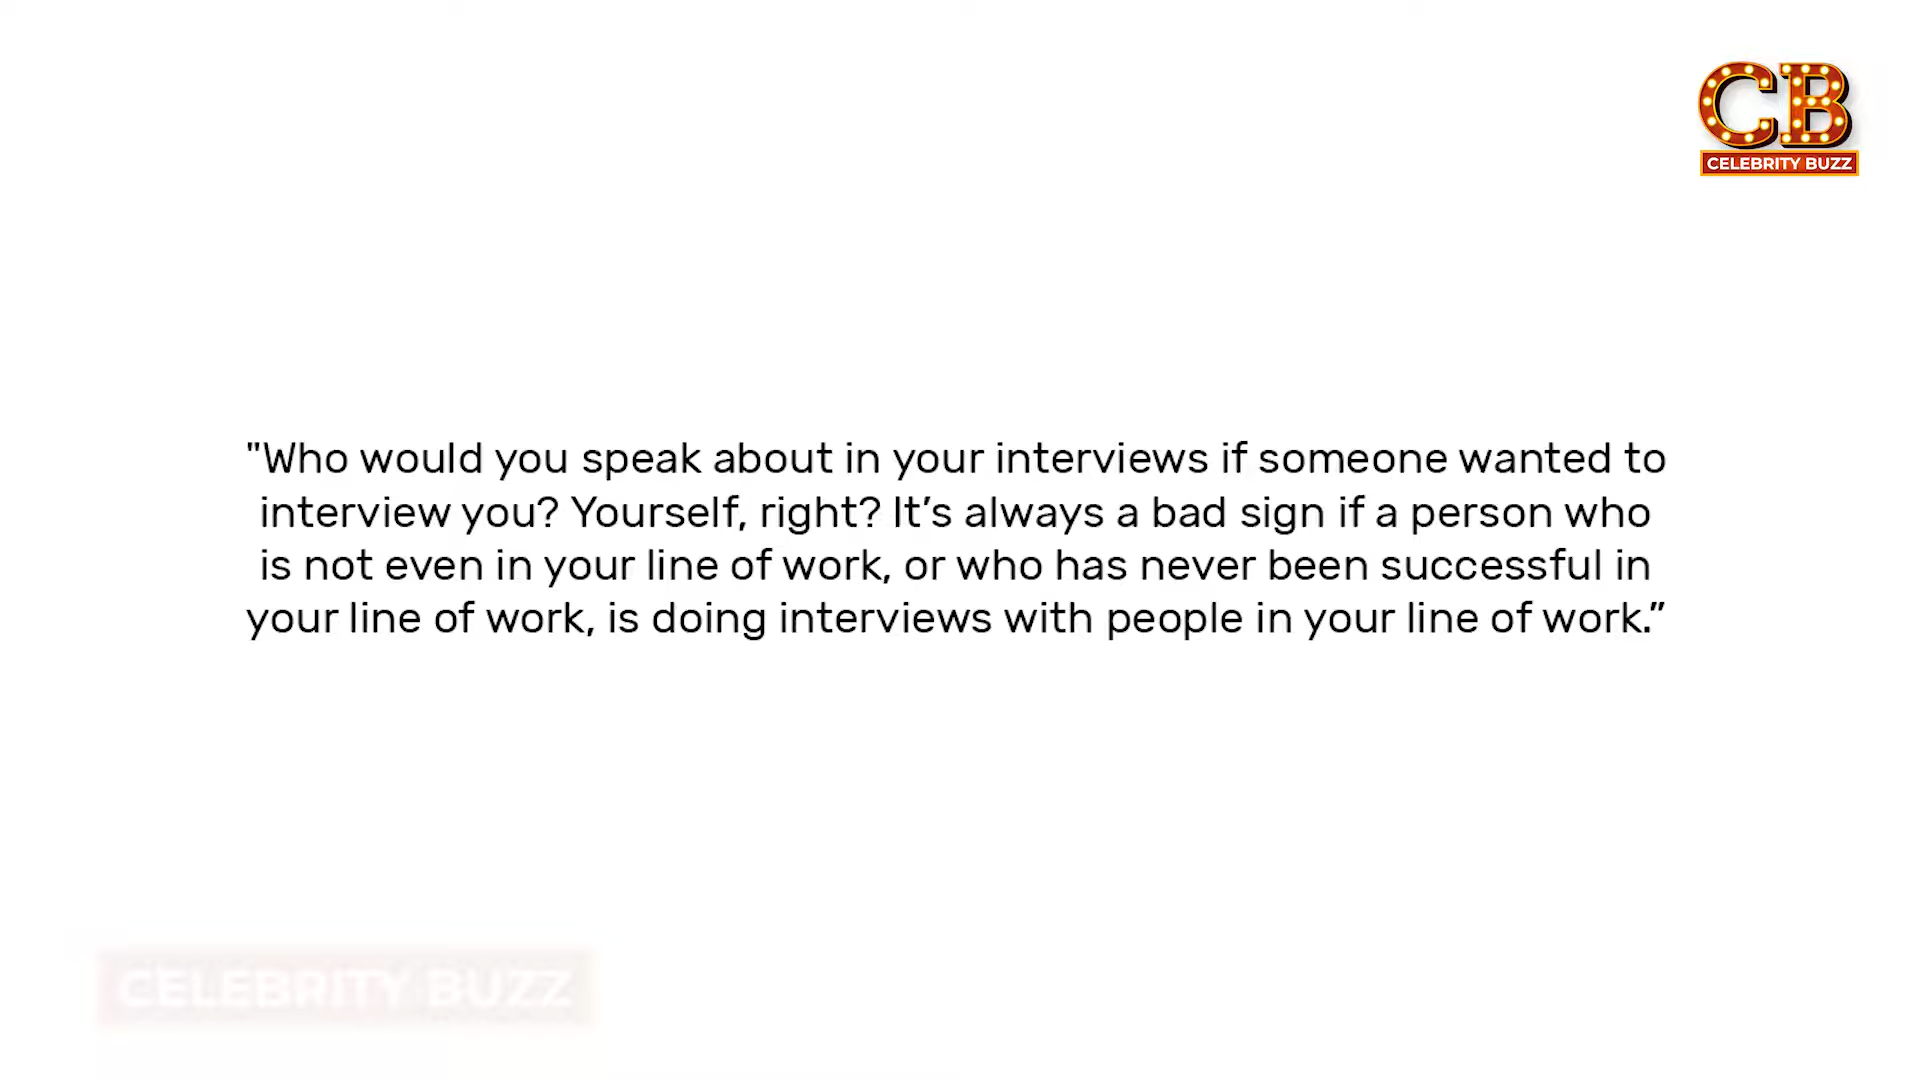 CB
CELEBRITY BUZZ
"Who would you speak about in your interviews if someone wanted to
interview you? Yourself, right? It’s always a bad sign if a person who
is not even in your line of work, or who has never been successful in
your line of work, is doing interviews with people in your line of work.”
CELEBRITY BUZZ